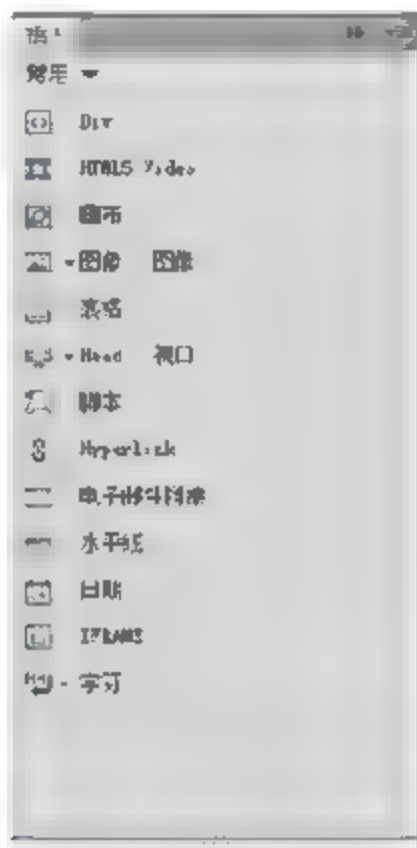 插
常用
Div
HTML5 Video
画布
图像 图像
表格
Head 视口
脚本
Hyperlink
电子邮件链接
水平线
日期
IFRAME
字符